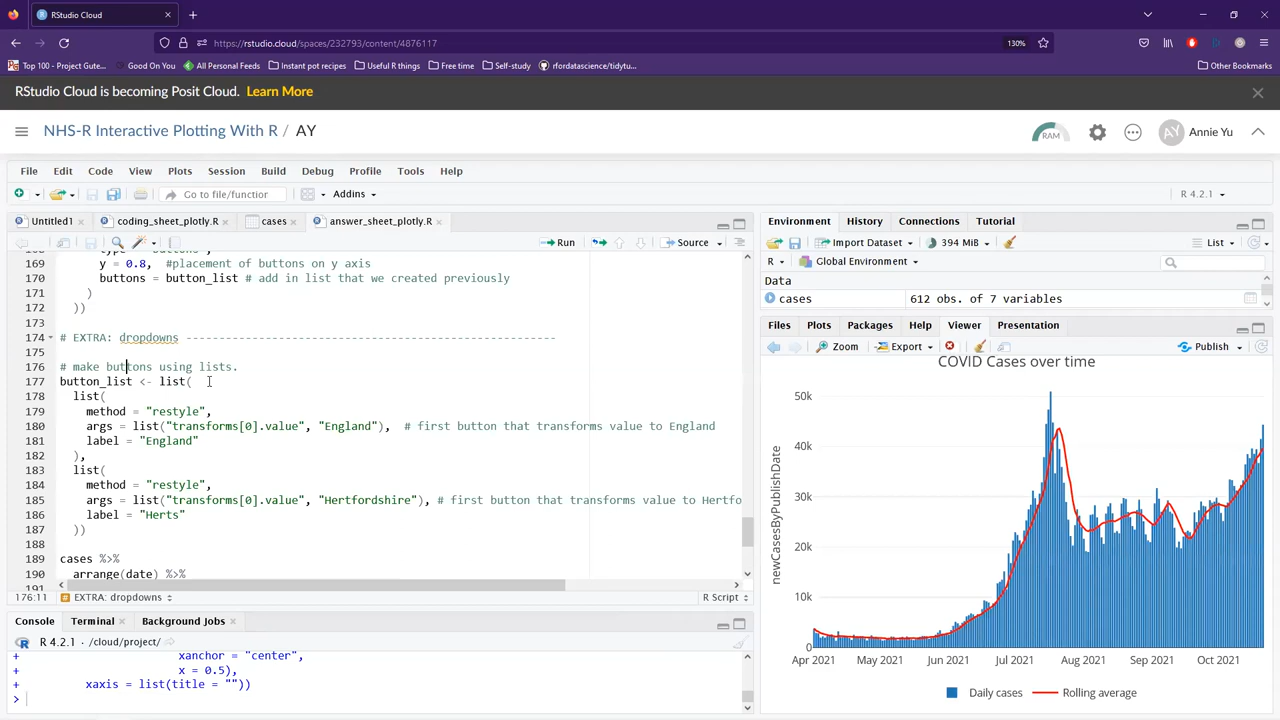 RStudio Cloud
https://rstudio.cloud/spaces/232793/content/4876117
130%
Top 100 - Project Gute...
Good On You
All Personal Feeds
Instant pot recipes
Useful R things
Free time
Self-study
rfordatascience/tidytu...
Other Bookmarks
RStudio Cloud is becoming Posit Cloud. Learn More
NHS-R Interactive Plotting With R / AY
RAM
AY
Annie Yu
File Edit Code View Plots Session Build Debug Profile Tools Help
Go to file/function
Addins
R 4.2.1
Untitled1
coding_sheet_plotly.R
cases
answer_sheet_plotly.R
Run
Source
169 y = 0.8, #placement of buttons on y axis
170 buttons = button_list # add in list that we created previously
171 )
172 ))
173
174 # EXTRA: dropdowns --------------------------------------------------------
175
176 # make buttons using lists.
177 button_list <- list(
178 list(
179 method = "restyle",
180 args = list("transforms[0].value", "England"), # first button that transforms value to England
181 label = "England"
182 ),
183 list(
184 method = "restyle",
185 args = list("transforms[0].value", "Hertfordshire"), # first button that transforms value to Hertfo
186 label = "Herts"
187 ))
188
189 cases %>%
190 arrange(date) %>%
191
176:11 EXTRA: dropdowns R Script
Console Terminal Background Jobs
R 4.2.1 · /cloud/project/
+ xanchor = "center",
+ x = 0.5),
+ xaxis = list(title = ""))
>
Environment History Connections Tutorial
Import Dataset 394 MiB List
R Global Environment
Data
cases 612 obs. of 7 variables
Files Plots Packages Help Viewer Presentation
Zoom Export Publish
COVID Cases over time
newCasesByPublishDate
50k
40k
30k
20k
10k
0
Apr 2021 May 2021 Jun 2021 Jul 2021 Aug 2021 Sep 2021 Oct 2021
Daily cases Rolling average